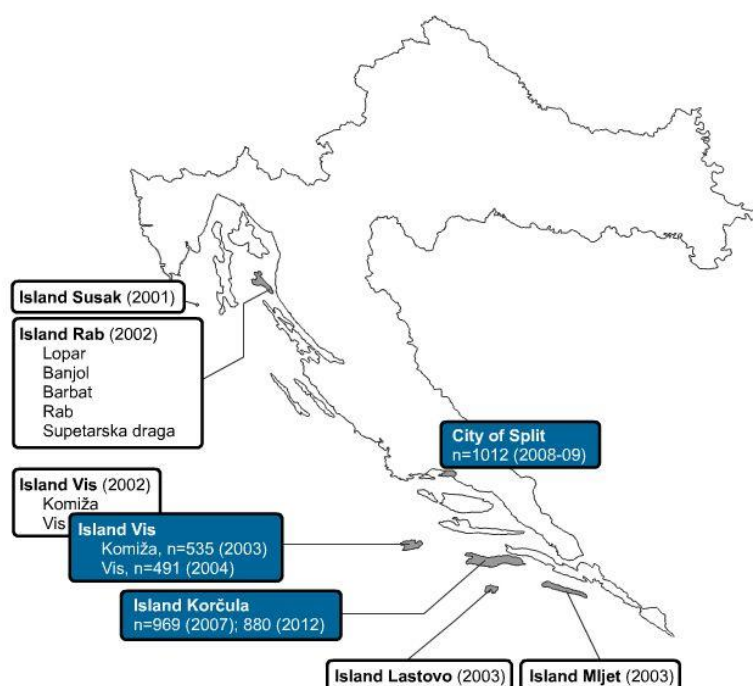 Island Susak (2001)
Island Rab (2002)
Lopar
Banjol
Barbat
Rab
Supetarska draga
City of Split
n=1012 (2008-09)
Island Vis (2002)
Komiža
Vis
Island Vis
Komiža, n=535 (2003)
Vis, n=491 (2004)
Island Korčula
n=969 (2007); 880 (2012)
Island Lastovo (2003)
Island Mljet (2003)